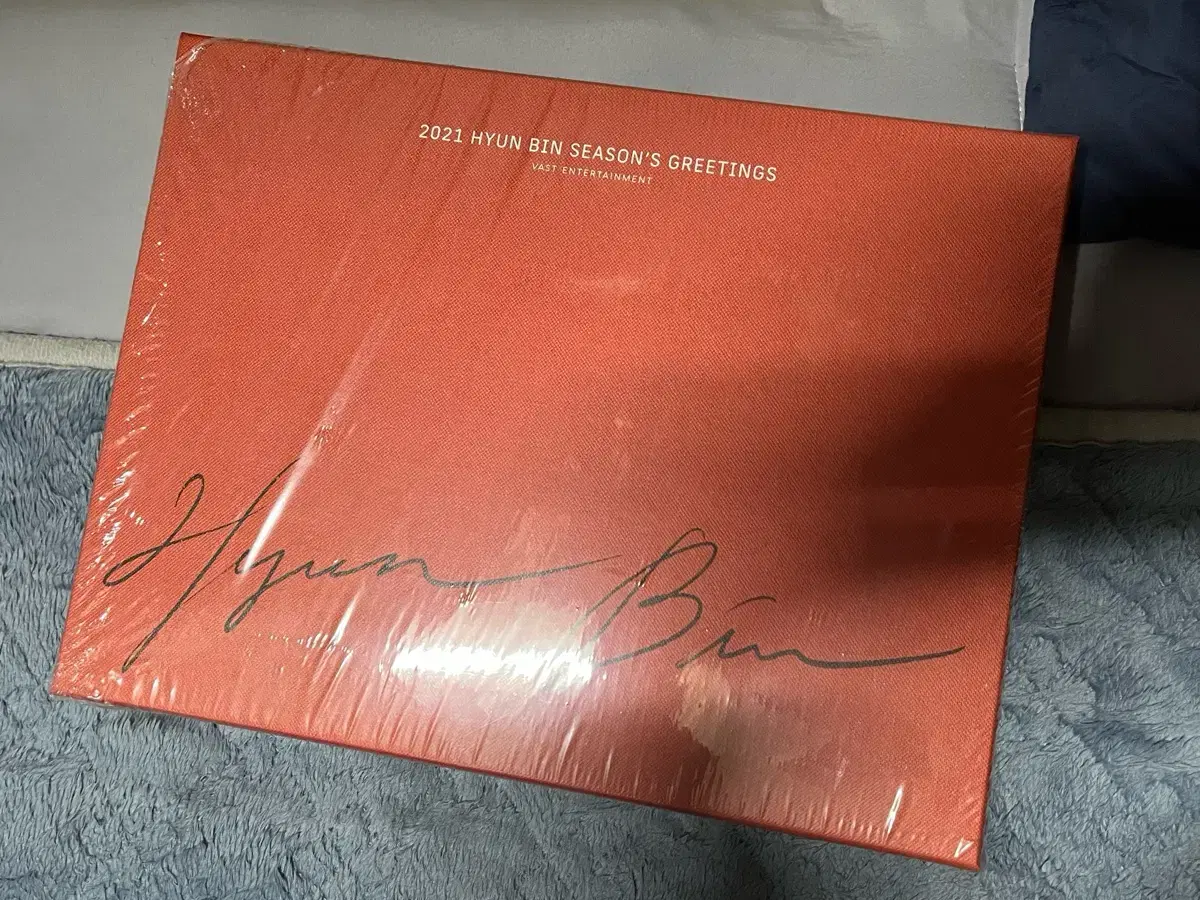 2021 HYUN BIN SEASON'S GREETINGS
VAST ENTERTAINMENT
Hyun Bin